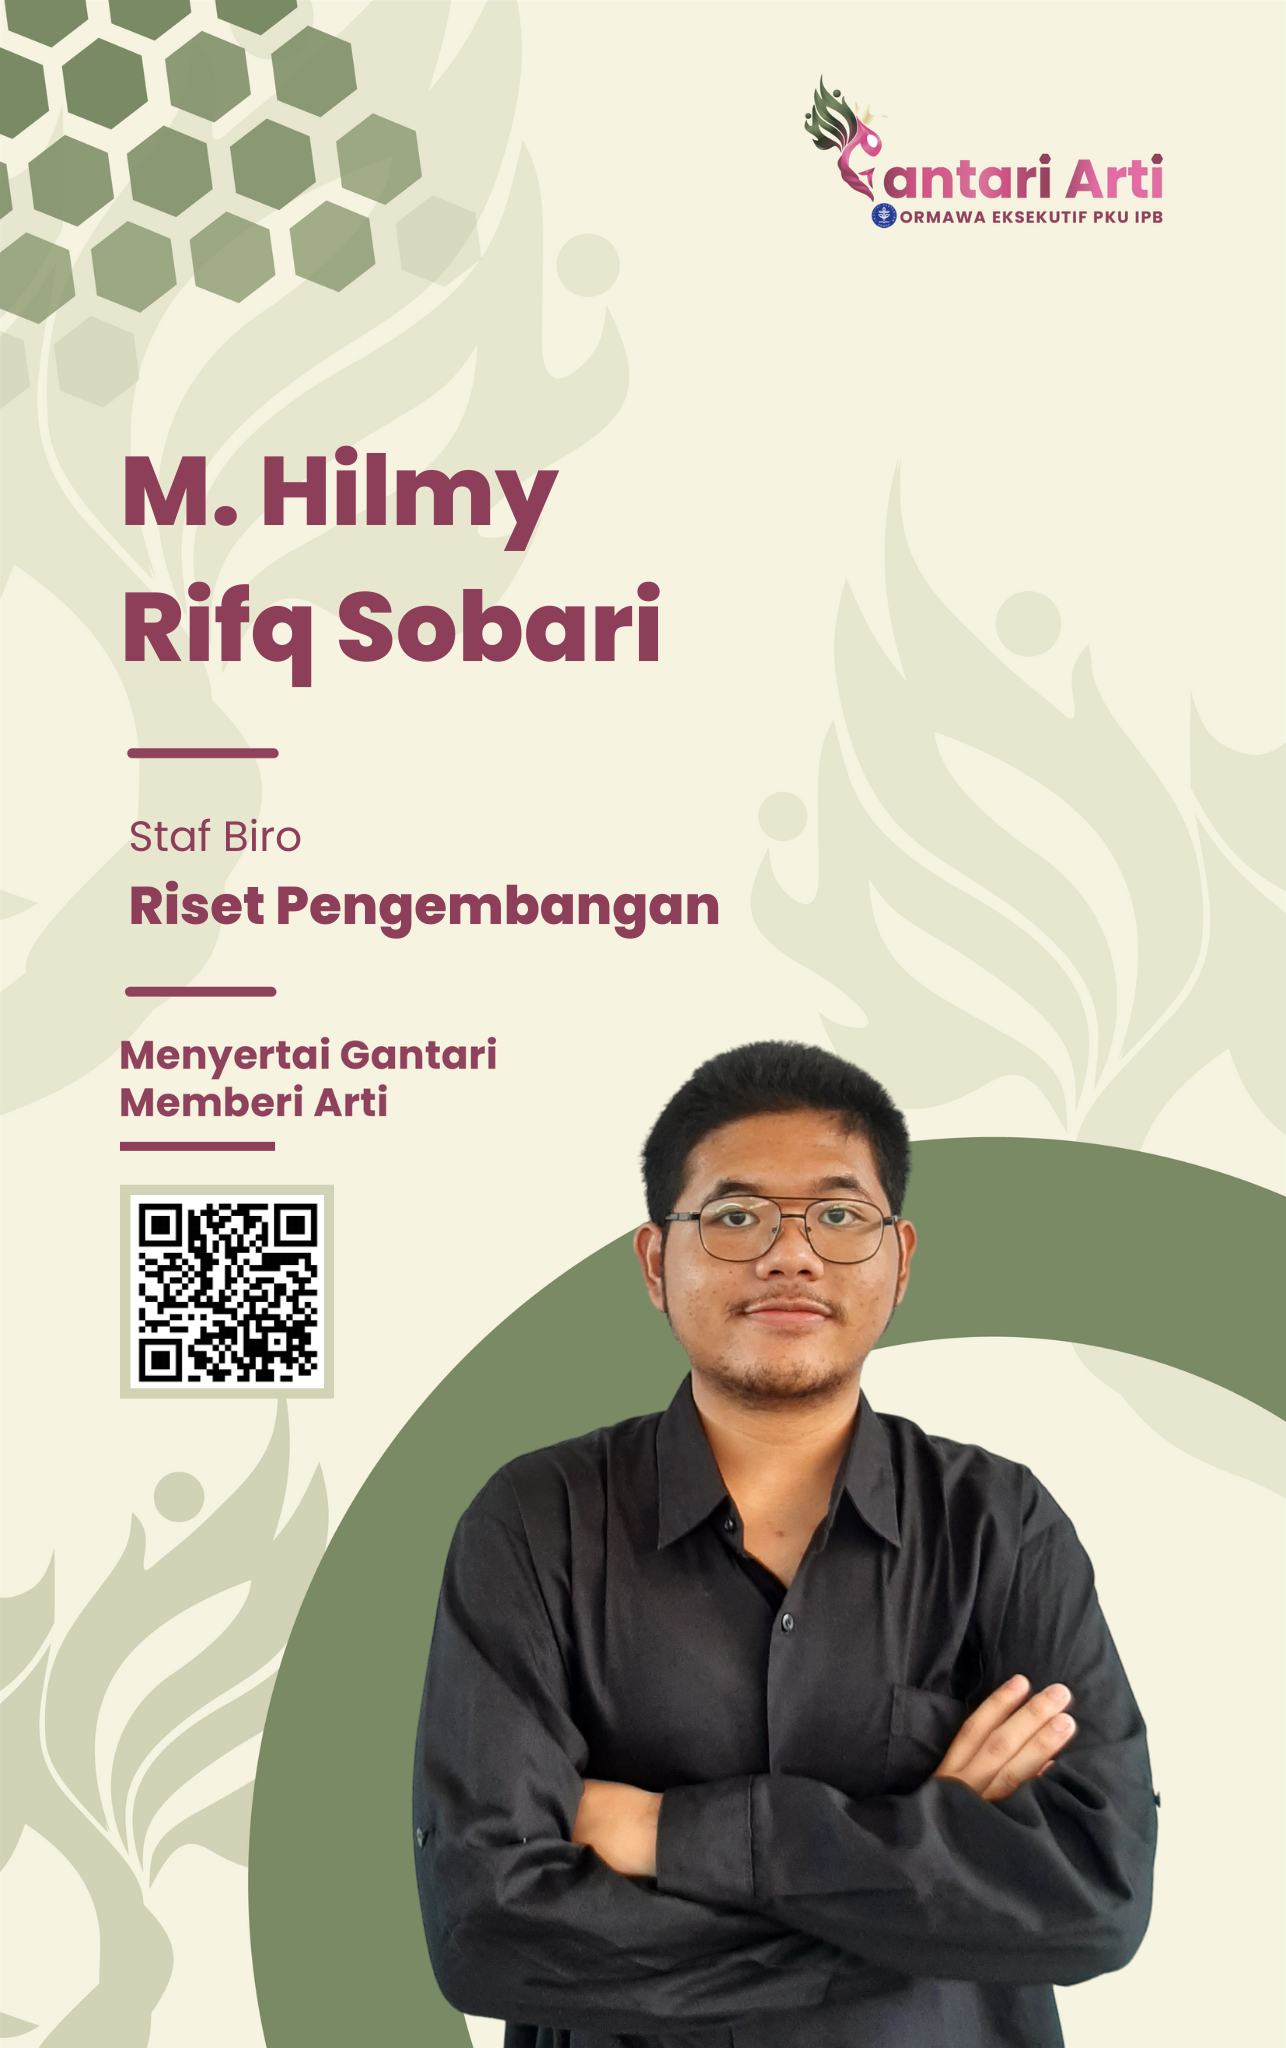 Gantari Arti
ORMAWA EKSEKUTIF PKU IPB
M. Hilmy
Rifq Sobari
Staf Biro
Riset Pengembangan
Menyertai Gantari
Memberi Arti